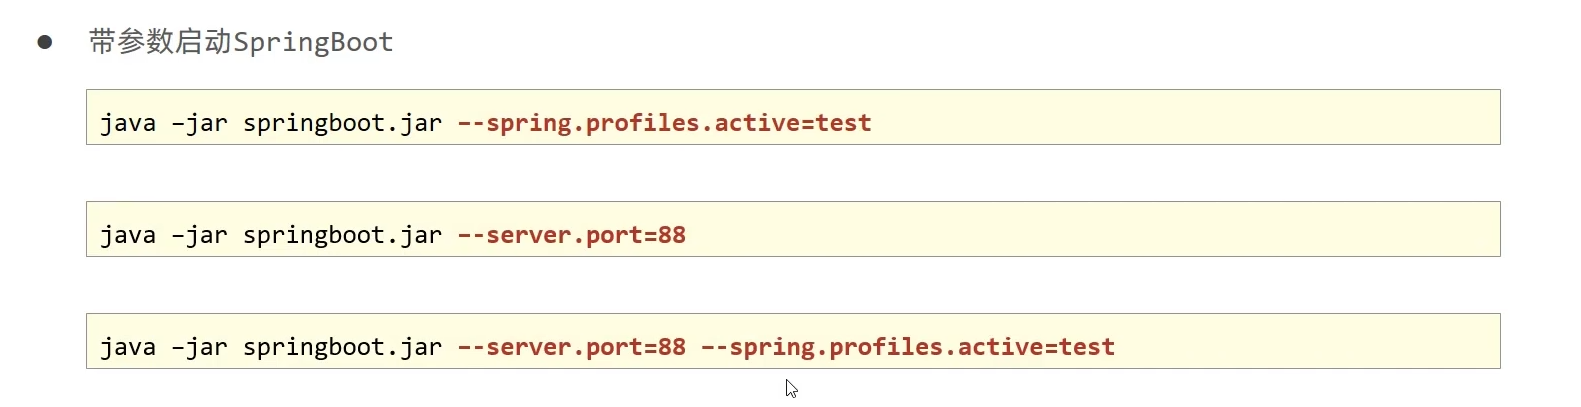 ● 带参数启动SpringBoot
java –jar springboot.jar –-spring.profiles.active=test
java –jar springboot.jar –-server.port=88
java –jar springboot.jar –-server.port=88 –-spring.profiles.active=test